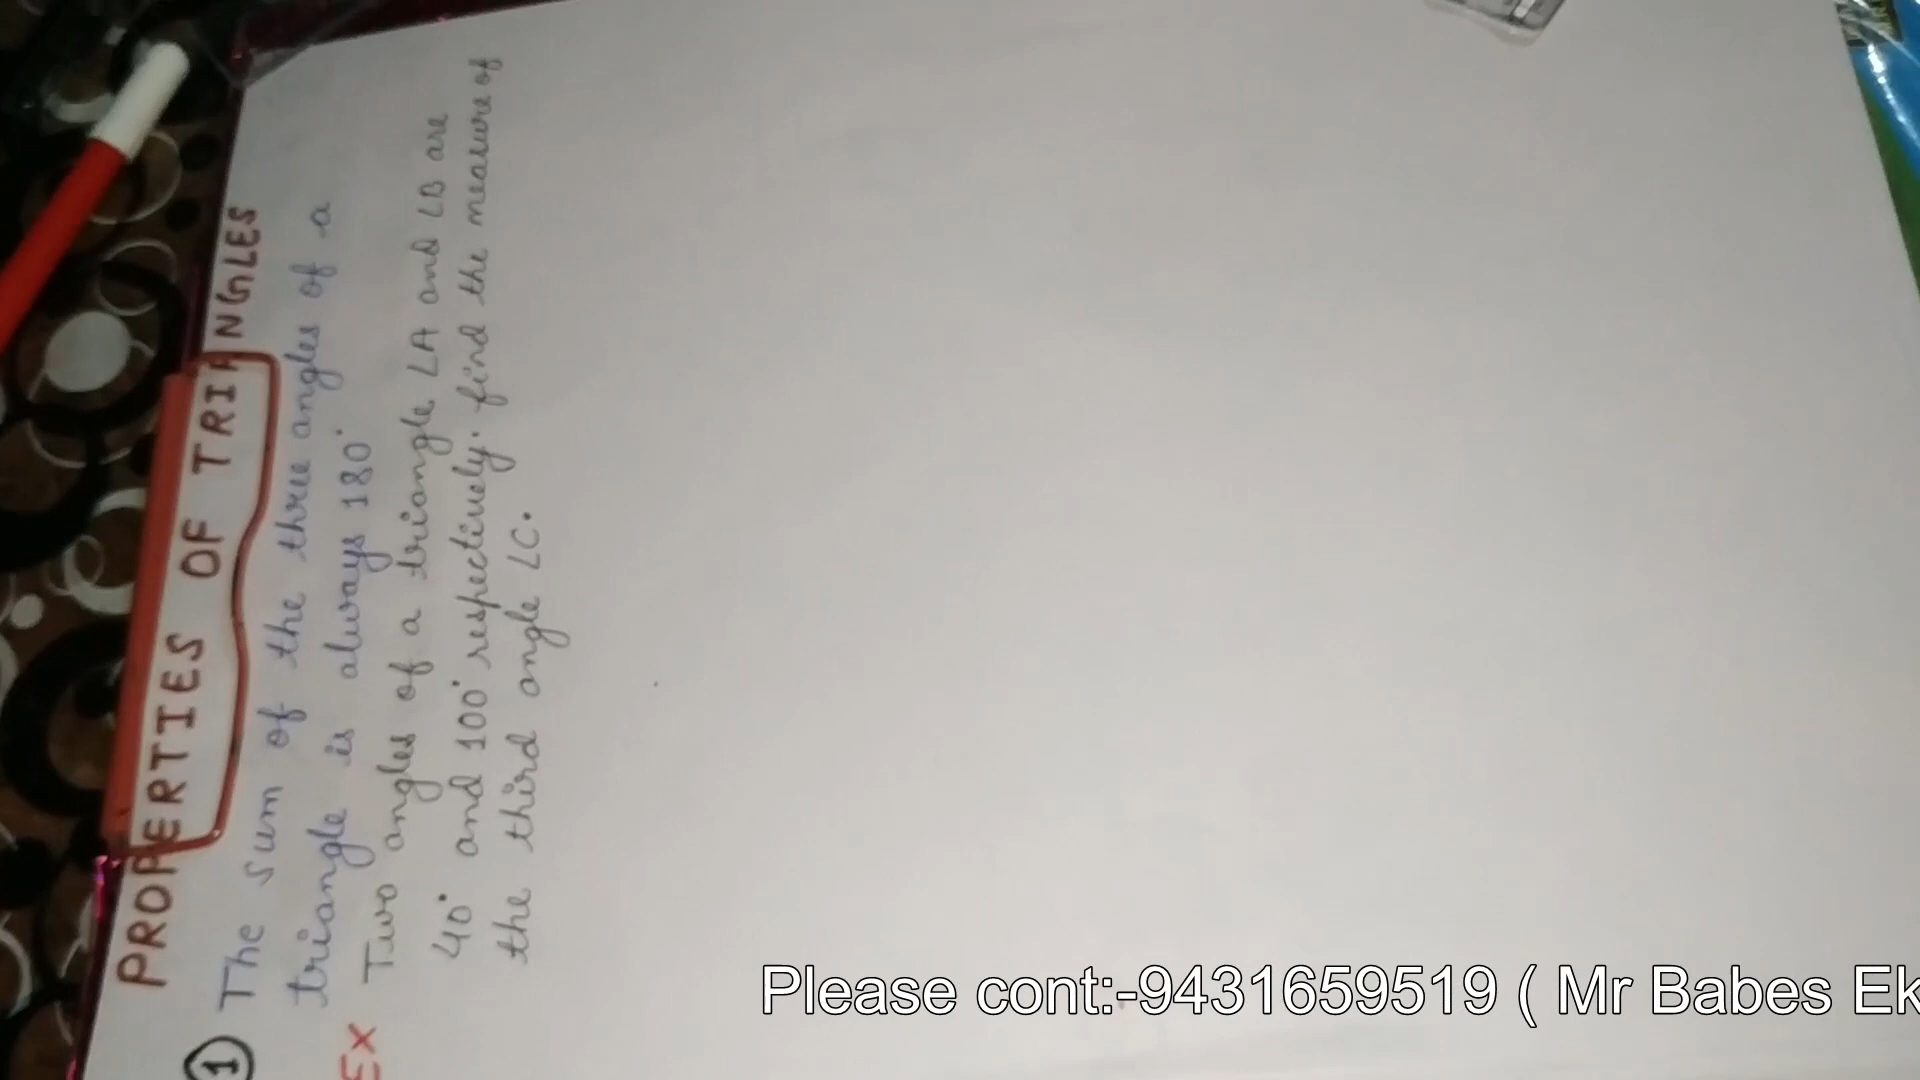 PROPERTIES OF TRIANGLES
1 The sum of the three angles of a
triangle is always 180°
Ex Two angles of a triangle ∠A and ∠B are
40° and 100° respectively. find the measure of
the third angle ∠C.
Please cont:-9431659519 ( Mr Babes Ek